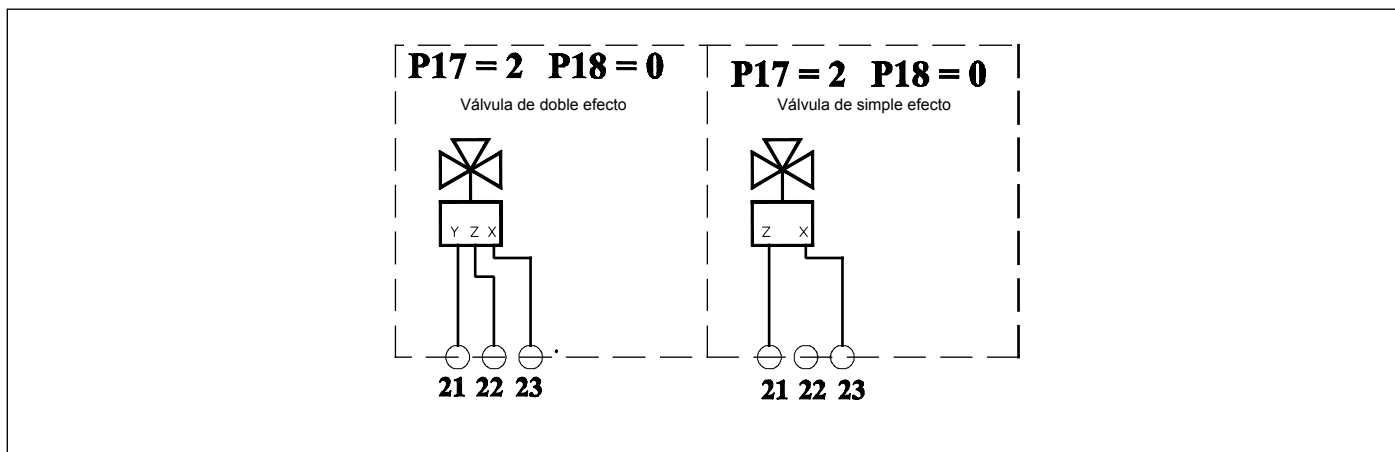 P17 = 2 P18 = 0
Válvula de doble efecto
Y Z X
21 22 23
P17 = 2 P18 = 0
Válvula de simple efecto
Z X
21 22 23